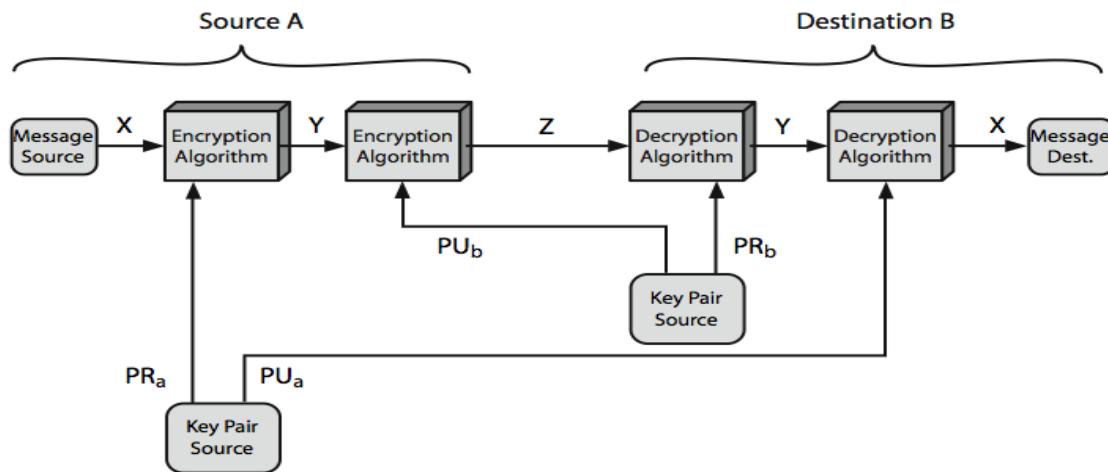 Source A
Destination B
Message
Source
X
Encryption
Algorithm
Y
Encryption
Algorithm
Z
Decryption
Algorithm
Y
Decryption
Algorithm
X
Message
Dest.
PUb
PRb
Key Pair
Source
PRa
PUa
Key Pair
Source